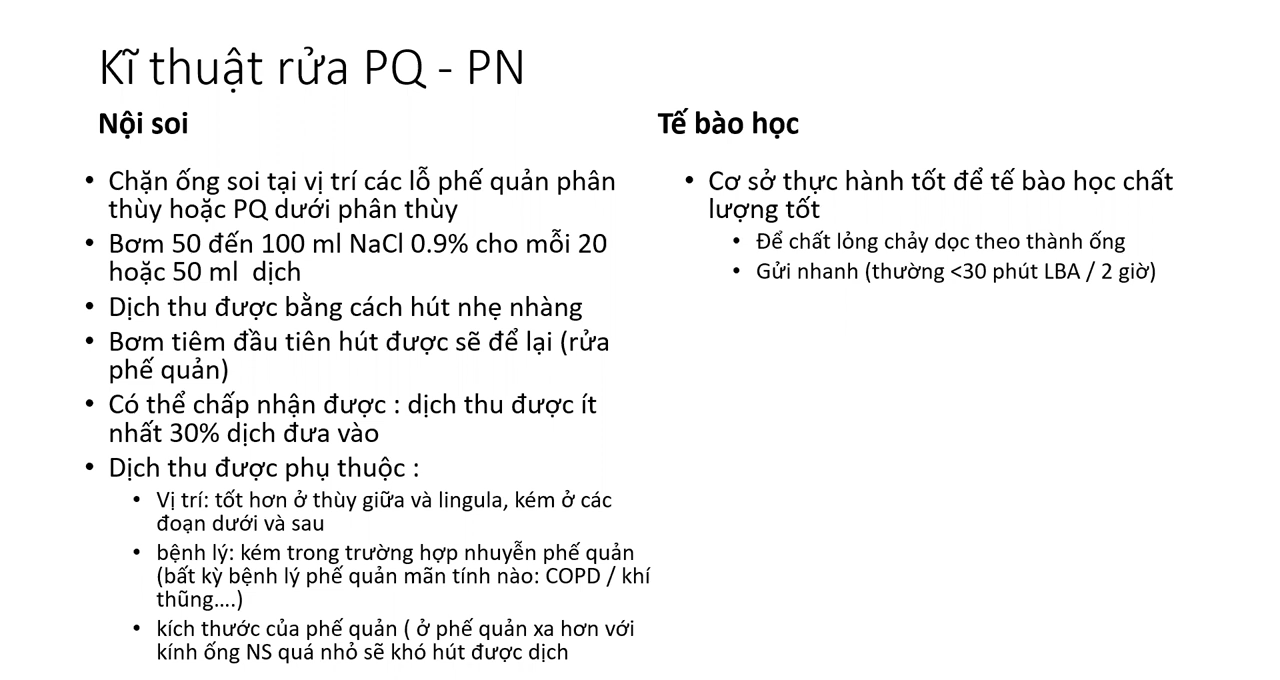 Kĩ thuật rửa PQ - PN
Nội soi
• Chặn ống soi tại vị trí các lỗ phế quản phân
thùy hoặc PQ dưới phân thùy
• Bơm 50 đến 100 ml NaCl 0.9% cho mỗi 20
hoặc 50 ml  dịch
• Dịch thu được bằng cách hút nhẹ nhàng
• Bơm tiêm đầu tiên hút được sẽ để lại (rửa
phế quản)
• Có thể chấp nhận được : dịch thu được ít
nhất 30% dịch đưa vào
• Dịch thu được phụ thuộc :
• Vị trí: tốt hơn ở thùy giữa và lingula, kém ở các
đoạn dưới và sau
• bệnh lý: kém trong trường hợp nhuyễn phế quản
(bất kỳ bệnh lý phế quản mãn tính nào: COPD / khí
thũng....)
• kích thước của phế quản ( ở phế quản xa hơn với
kính ống NS quá nhỏ sẽ khó hút được dịch
Tế bào học
• Cơ sở thực hành tốt để tế bào học chất
lượng tốt
• Để chất lỏng chảy dọc theo thành ống
• Gửi nhanh (thường <30 phút LBA / 2 giờ)